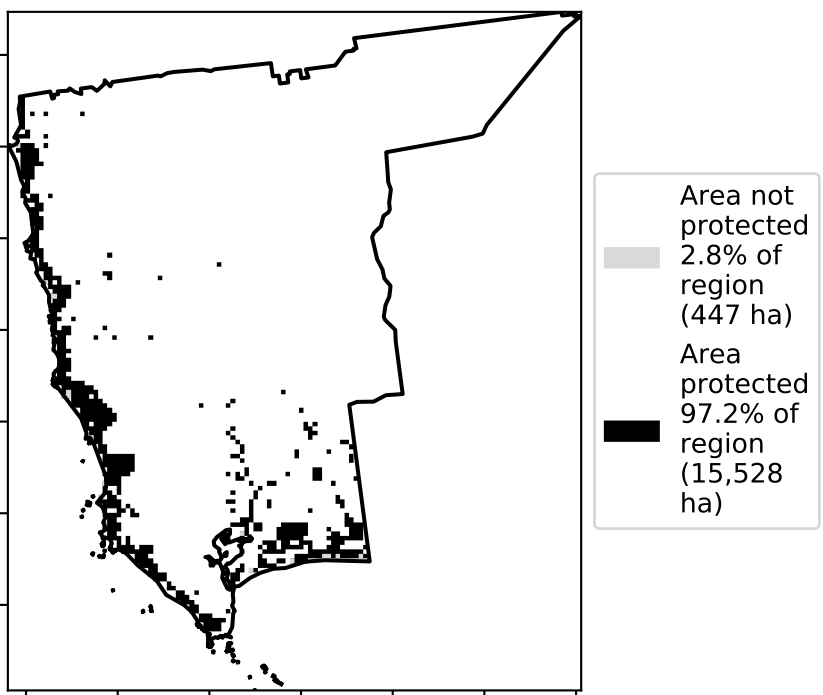 Area not
protected
2.8% of
region
(447 ha)
Area
protected
97.2% of
region
(15,528
ha)